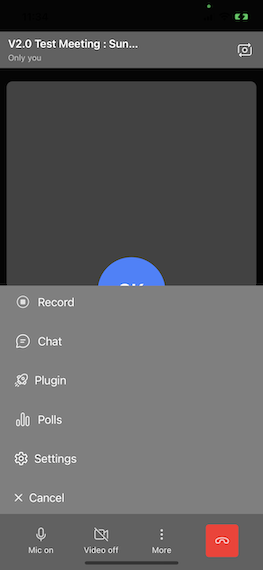 V2.0 Test Meeting : Sun...
Only you
Record
Chat
Plugin
Polls
Settings
Cancel
Mic on
Video off
More